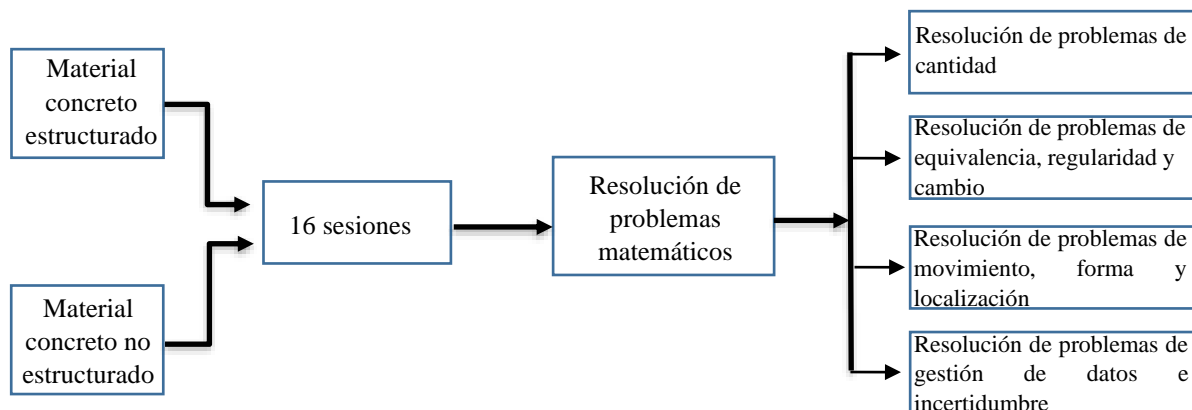 Material
concreto
estructurado
Material
concreto no
estructurado
16 sesiones
Resolución de
problemas
matemáticos
Resolución de problemas de
cantidad
Resolución de problemas de
equivalencia, regularidad y
cambio
Resolución de problemas de
movimiento, forma y
localización
Resolución de problemas de
gestión de datos e
incertidumbre